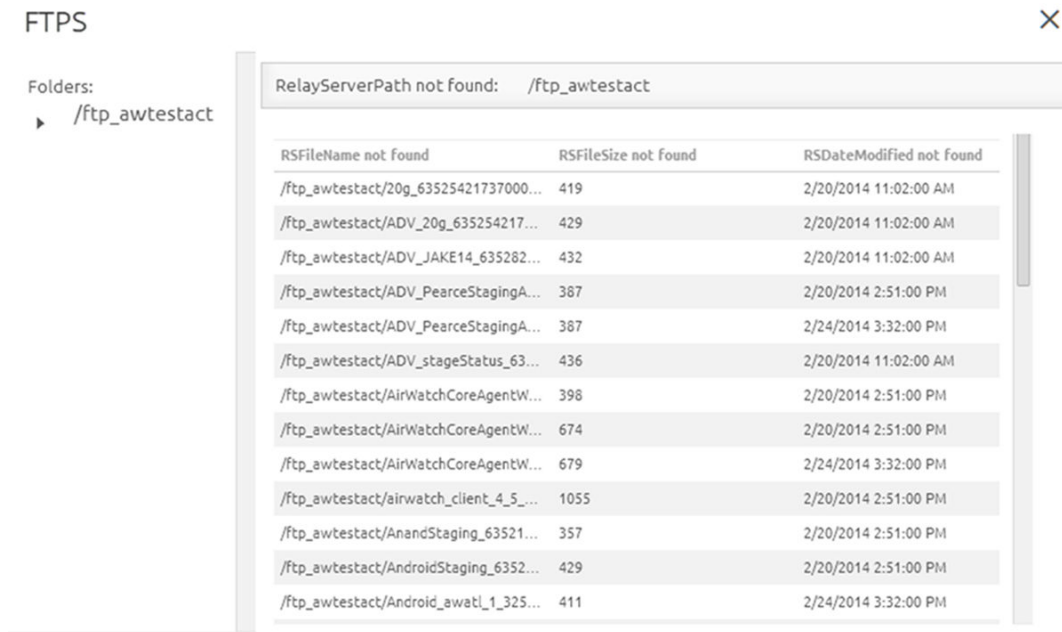 FTPS
Folders:
/ftp_awtestact
RelayServerPath not found: /ftp_awtestact
RSFileName not found RSFileSize not found RSDateModified not found
/ftp_awtestact/20g_63525421737000... 419 2/20/2014 11:02:00 AM
/ftp_awtestact/ADV_20g_635254217... 429 2/20/2014 11:02:00 AM
/ftp_awtestact/ADV_JAKE14_635282... 432 2/20/2014 11:02:00 AM
/ftp_awtestact/ADV_PearceStagingA... 387 2/20/2014 2:51:00 PM
/ftp_awtestact/ADV_PearceStagingA... 387 2/24/2014 3:32:00 PM
/ftp_awtestact/ADV_stageStatus_63... 436 2/20/2014 11:02:00 AM
/ftp_awtestact/AirWatchCoreAgentW... 398 2/20/2014 2:51:00 PM
/ftp_awtestact/AirWatchCoreAgentW... 674 2/20/2014 2:51:00 PM
/ftp_awtestact/AirWatchCoreAgentW... 679 2/24/2014 3:32:00 PM
/ftp_awtestact/airwatch_client_4_5_... 1055 2/20/2014 2:51:00 PM
/ftp_awtestact/AnandStaging_63521... 357 2/20/2014 2:51:00 PM
/ftp_awtestact/AndroidStaging_6352... 429 2/20/2014 2:51:00 PM
/ftp_awtestact/Android_awatl_1_325... 411 2/24/2014 3:32:00 PM